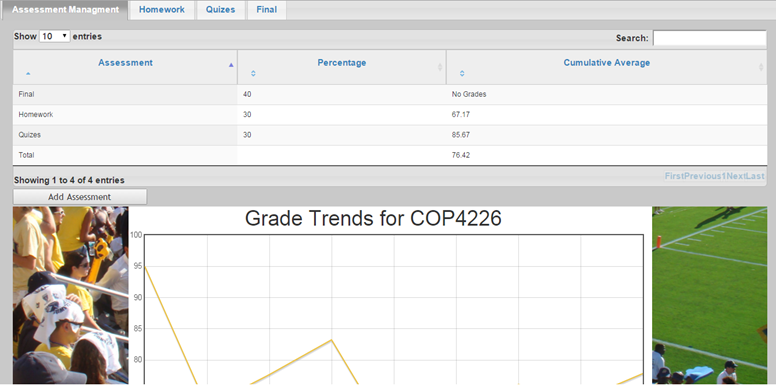 Assessment Managment Homework Quizes Final
Show 10 entries Search:
Assessment Percentage Cumulative Average
Final 40 No Grades
Homework 30 67.17
Quizes 30 85.67
Total 76.42
Showing 1 to 4 of 4 entries FirstPrevious1NextLast
Add Assessment
Grade Trends for COP4226
100
95
90
85
80